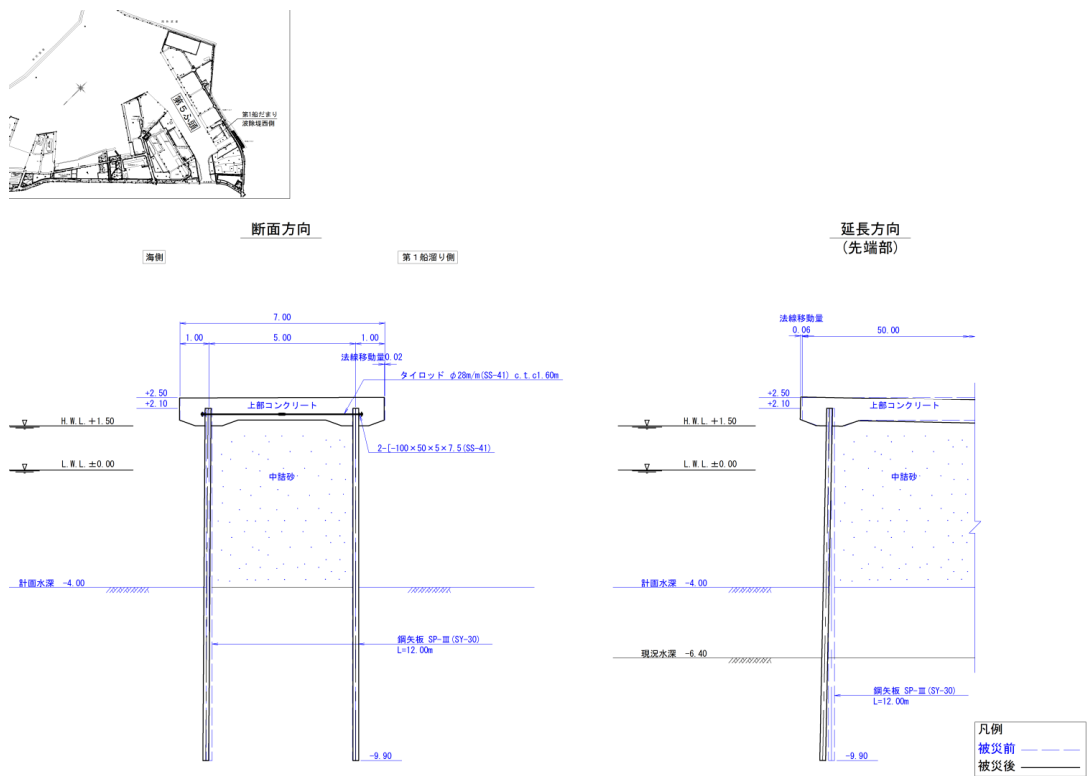 第5ふ頭
第1船だまり
波除堤西側
断面方向
海側
第1船溜り側
7.00
1.00
5.00
1.00
法線移動量0.02
タイロッド φ28m/m(SS-41) c.t.c1.60m
+2.50
+2.10
上部コンクリート
H.W.L. +1.50
2-[-100×50×5×7.5(SS-41)
L.W.L. ±0.00
中詰砂
計画水深 -4.00
鋼矢板 SP-Ⅲ(SY-30)
L=12.00m
-9.90
延長方向
(先端部)
法線移動量
0.06
50.00
+2.50
+2.10
上部コンクリート
H.W.L. +1.50
L.W.L. ±0.00
中詰砂
計画水深 -4.00
現況水深 -6.40
鋼矢板 SP-Ⅲ(SY-30)
L=12.00m
-9.90
凡例
被災前
被災後